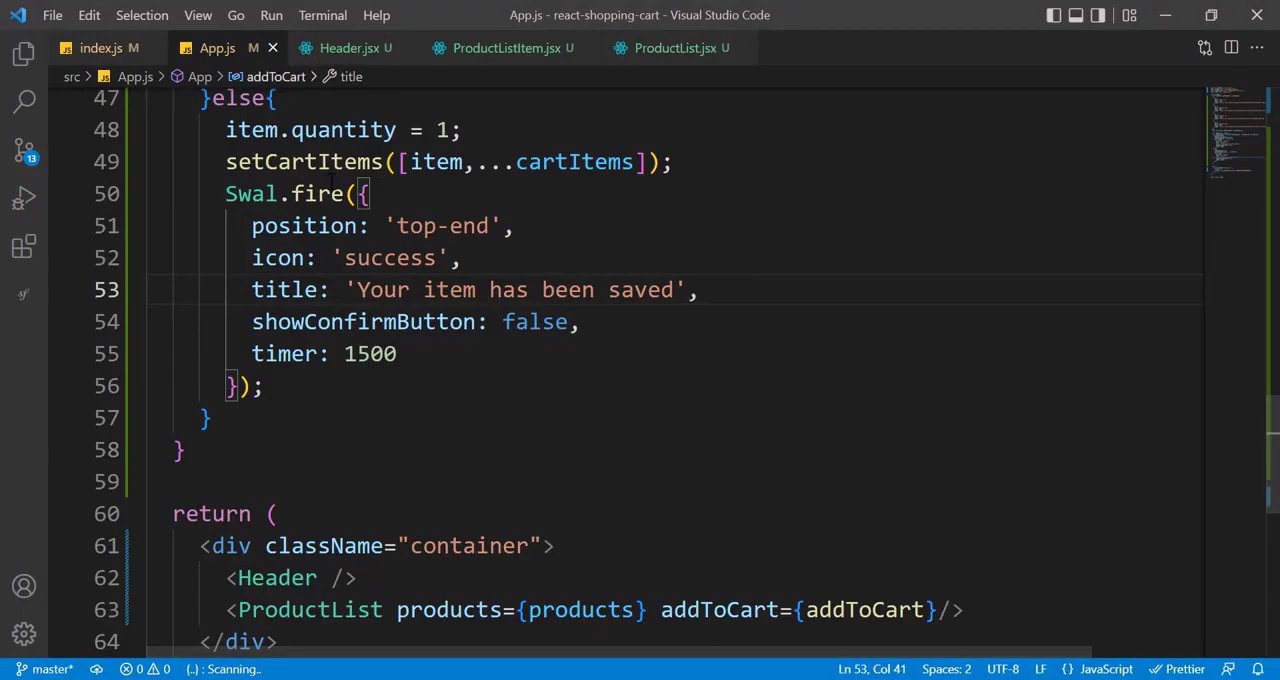 File Edit Selection View Go Run Terminal Help App.js - react-shopping-cart - Visual Studio Code
index.js M App.js M Header.jsx U ProductListItem.jsx U ProductList.jsx U
src > App.js > App > addToCart > title
47 }else{
48 item.quantity = 1;
49 setCartItems([item,...cartItems]);
50 Swal.fire({
51 position: 'top-end',
52 icon: 'success',
53 title: 'Your item has been saved',
54 showConfirmButton: false,
55 timer: 1500
56 });
57 }
58 }
59
60 return (
61 <div className="container">
62 <Header />
63 <ProductList products={products} addToCart={addToCart}/>
64 </div>
13
master* 0 0 {..} : Scanning.. Ln 53, Col 41 Spaces: 2 UTF-8 LF {} JavaScript Prettier